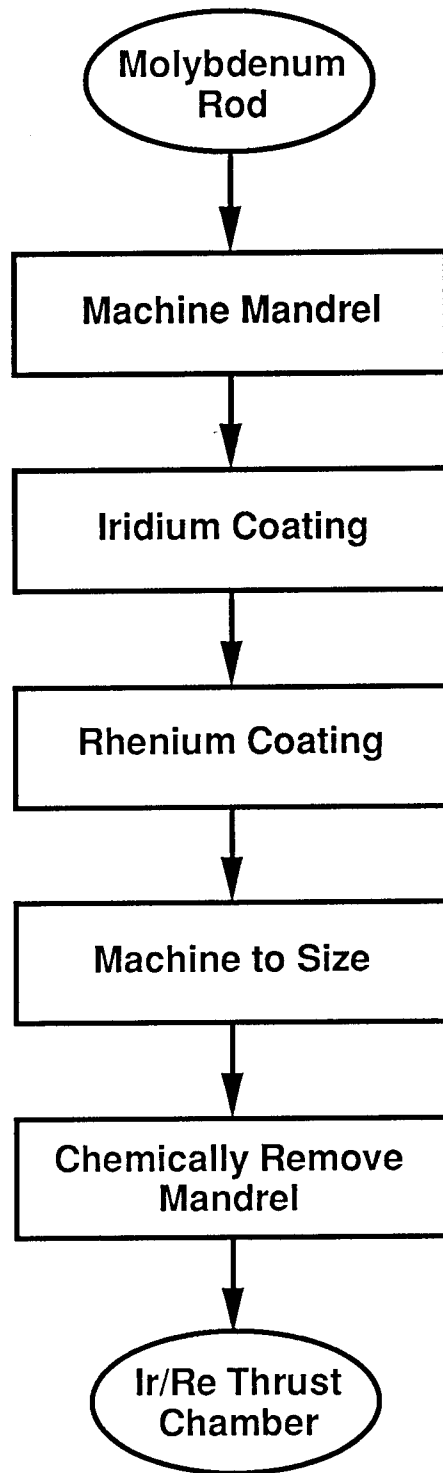 Molybdenum
Rod
Machine Mandrel
Iridium Coating
Rhenium Coating
Machine to Size
Chemically Remove
Mandrel
Ir/Re Thrust
Chamber